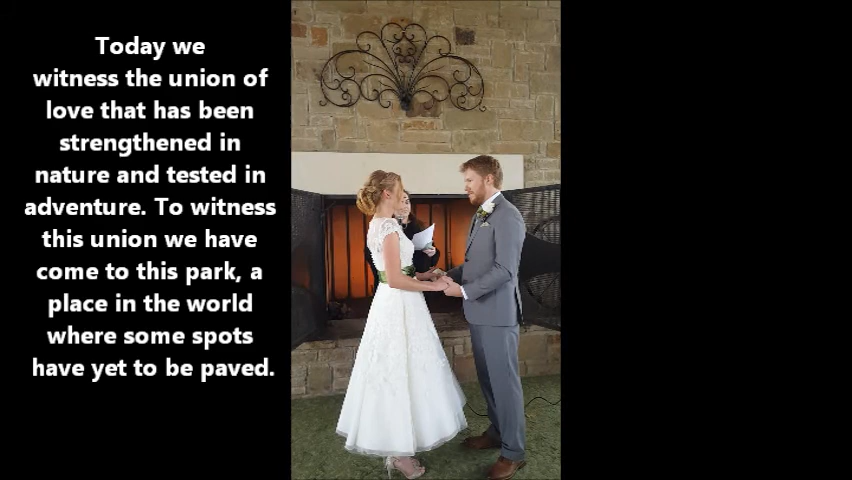 Today we
witness the union of
love that has been
strengthened in
nature and tested in
adventure. To witness
this union we have
come to this park, a
place in the world
where some spots
have yet to be paved.